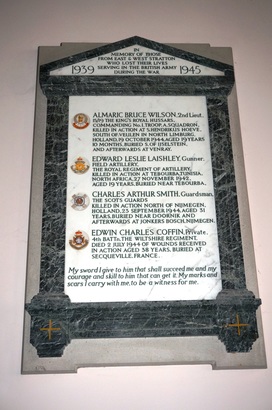 IN
MEMORY OF THOSE
FROM EAST & WEST STRATTON
WHO LOST THEIR LIVES
SERVING IN THE BRITISH ARMY
1939 DURING THE WAR 1945
ALMARIC BRUCE WILSON, 2nd Lieut.
15/19 THE KING'S ROYAL HUSSARS,
COMMANDING No. 1, TROOP, A, SQUADRON,
KILLED IN ACTION AT S. HENDRIKUS HOEVE,
SOUTH OF VEULEN IN NORTH LIMBURG,
HOLLAND, 19 OCTOBER 1944, AGED 19 YEARS
10 MONTHS, BURIED S. OF IJSSELSTEIN,
AND AFTERWARDS AT VENRAY.
EDWARD LESLIE LAISHLEY, Gunner;
FIELD ARTILLERY,
THE ROYAL REGIMENT OF ARTILLERY,
KILLED IN ACTION AT TEBOURBA, TUNISIA,
NORTH AFRICA, 27 NOVEMBER 1942,
AGED 19 YEARS, BURIED NEAR TEBOURBA.
CHARLES ARTHUR SMITH, Guardsman,
THE SCOTS GUARDS
KILLED IN ACTION NORTH OF NIJMEGEN,
HOLLAND, 25 SEPTEMBER 1944, AGED 31
YEARS, BURIED NEAR DOORNIK AND
AFTERWARDS AT JONKERS BOSCH, NIJMEGEN.
EDWIN CHARLES COFFIN, Private,
4th BATTn. THE WILTSHIRE REGIMENT,
DIED 2 JULY 1944 OF WOUNDS RECEIVED
IN ACTION AGED 38 YEARS, BURIED AT
SECQUEVILLE, FRANCE.
My sword I give to him that shall succeed me and my
courage and skill to him that can get it. My marks and
scars I carry with me, to be a witness for me.